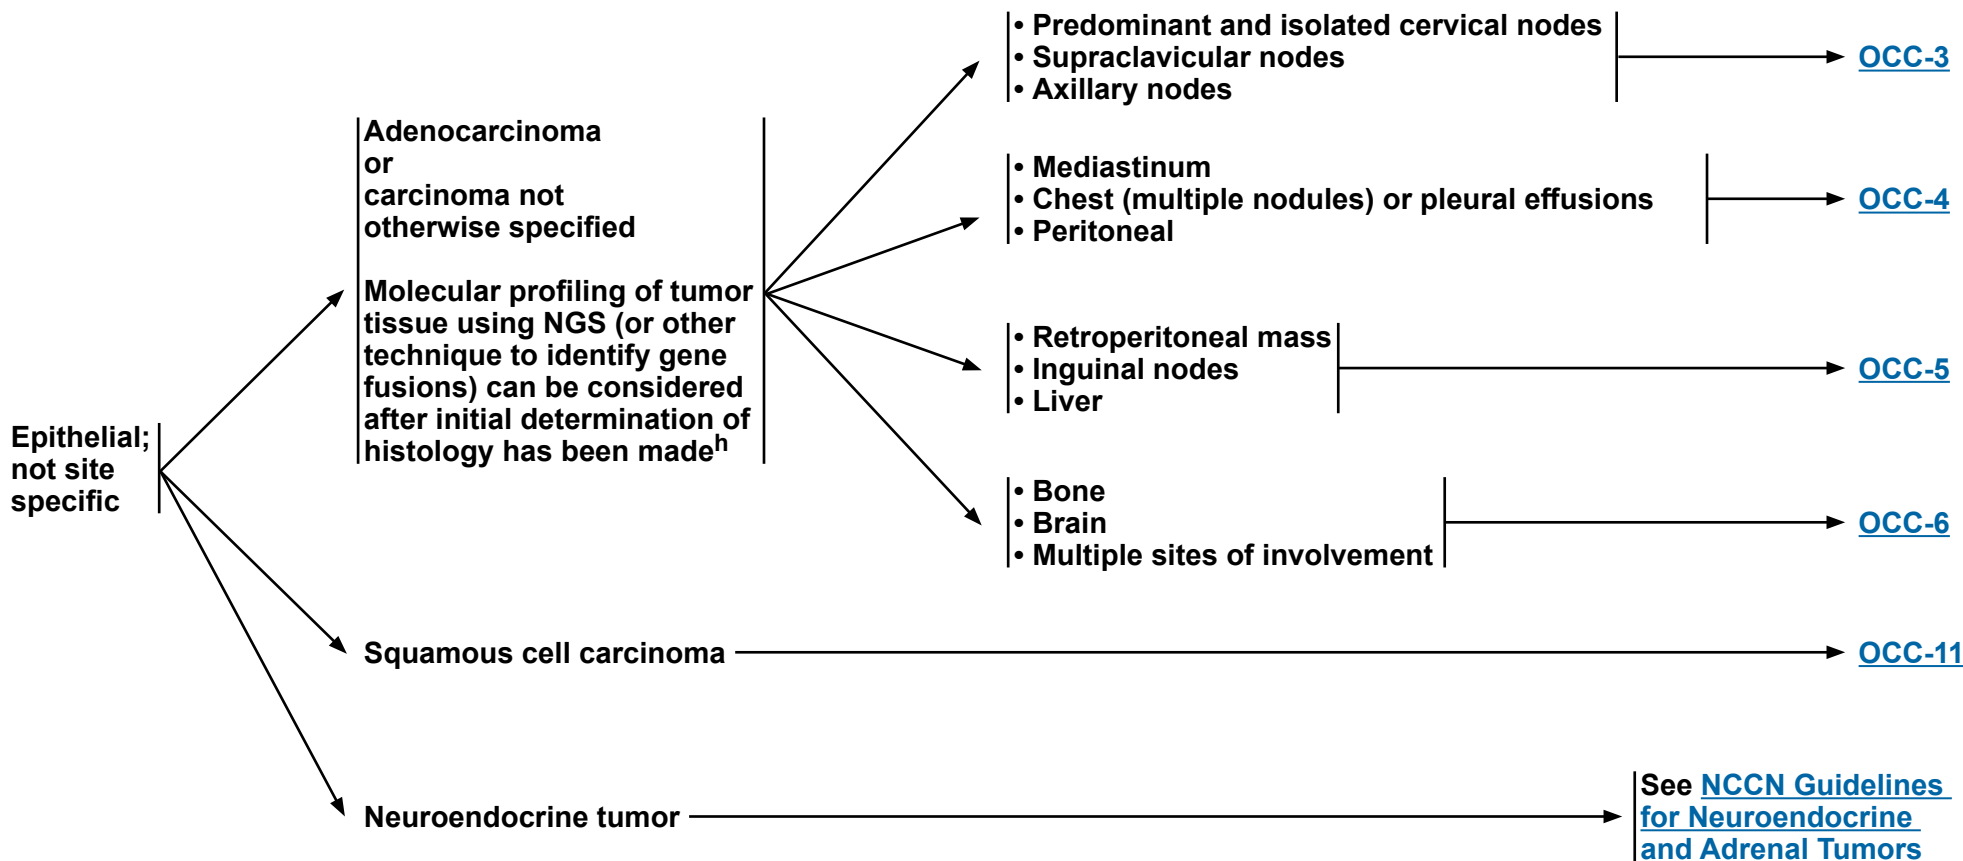 Epithelial;
not site
specific
Adenocarcinoma
or
carcinoma not
otherwise specified
Molecular profiling of tumor
tissue using NGS (or other
technique to identify gene
fusions) can be considered
after initial determination of
histology has been madeh
• Predominant and isolated cervical nodes
• Supraclavicular nodes
• Axillary nodes
OCC-3
• Mediastinum
• Chest (multiple nodules) or pleural effusions
• Peritoneal
OCC-4
• Retroperitoneal mass
• Inguinal nodes
• Liver
OCC-5
• Bone
• Brain
• Multiple sites of involvement
OCC-6
Squamous cell carcinoma
OCC-11
Neuroendocrine tumor
See NCCN Guidelines
for Neuroendocrine
and Adrenal Tumors